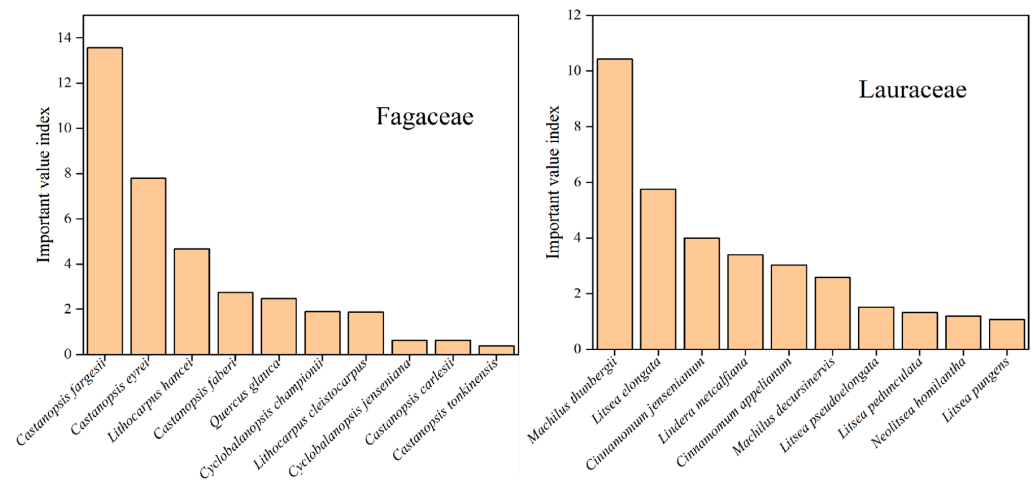 Important value index
14
12
10
8
6
4
2
0
Fagaceae
Castanopsis fargesii
Castanopsis eyrei
Lithocarpus hancei
Castanopsis faberi
Quercus glauca
Cyclobalanopsis championii
Lithocarpus cleistocarpus
Cyclobalanopsis jenseniana
Castanopsis carlesii
Castanopsis tonkinensis
Important value index
12
10
8
6
4
2
0
Lauraceae
Machilus thunbergii
Litsea elongata
Cinnamomum jensenianum
Lindera metcalfiana
Cinnamomum appelianum
Machilus decursinervis
Litsea pseudoelongata
Litsea pedunculata
Neolitsea homilantha
Litsea pungens